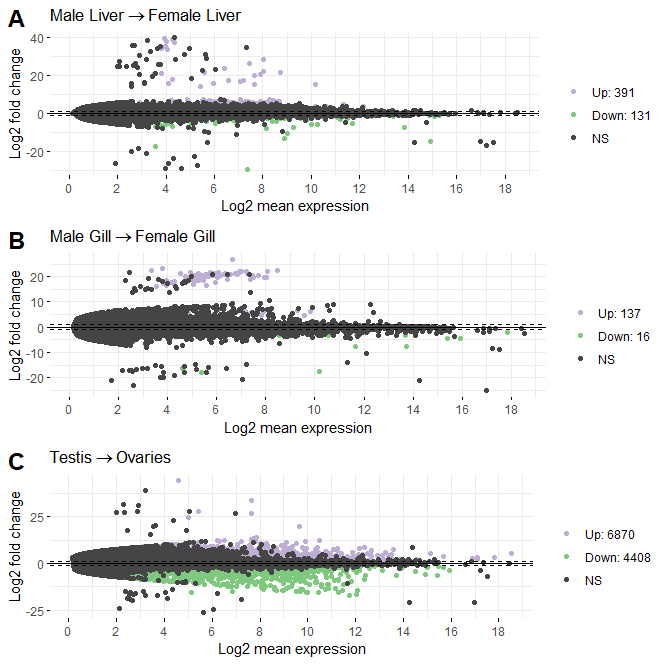 A Male Liver → Female Liver
Log2 fold change
40
20
0
-20
0 2 4 6 8 10 12 14 16 18
Log2 mean expression
Up: 391
Down: 131
NS
B Male Gill → Female Gill
Log2 fold change
20
10
0
-10
-20
0 2 4 6 8 10 12 14 16 18
Log2 mean expression
Up: 137
Down: 16
NS
C Testis → Ovaries
Log2 fold change
25
0
-25
0 2 4 6 8 10 12 14 16 18
Log2 mean expression
Up: 6870
Down: 4408
NS